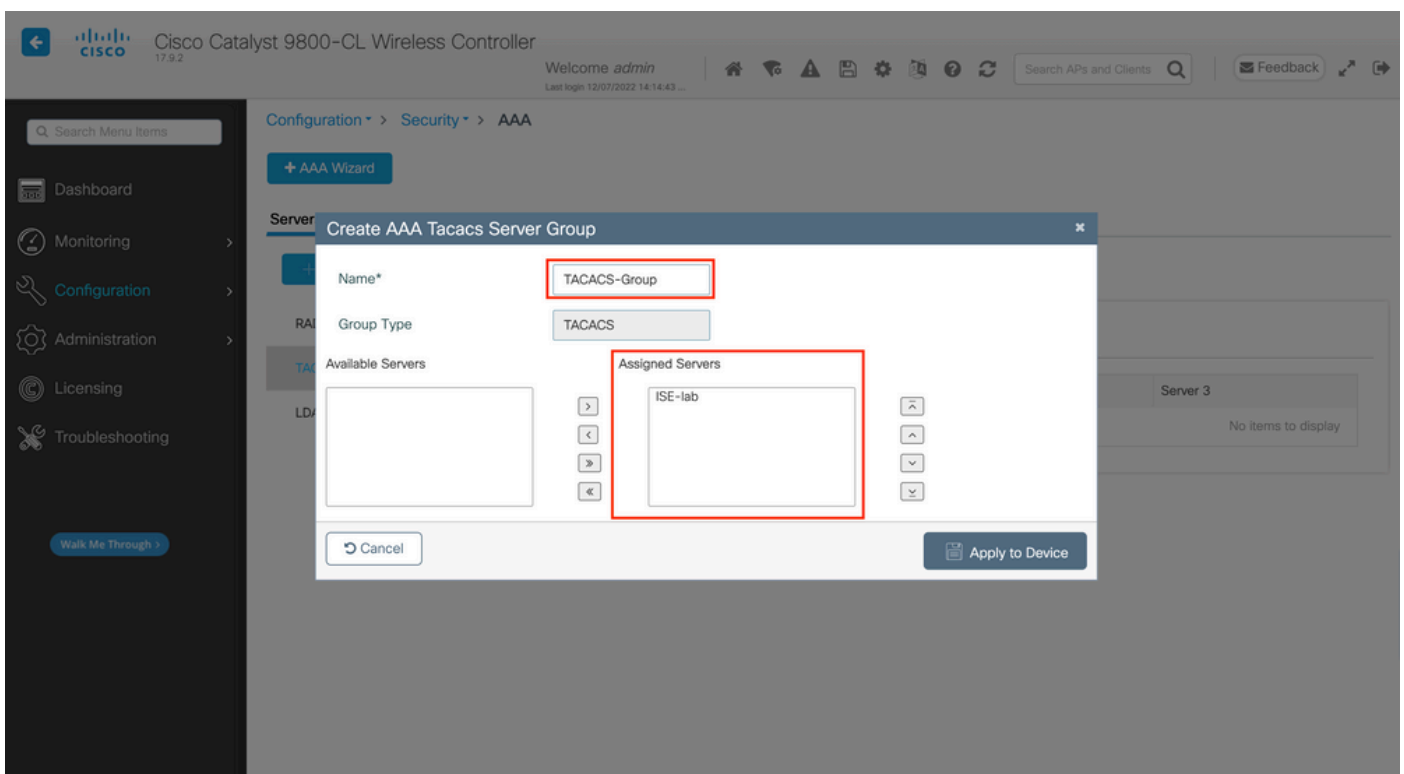 CISCO
Cisco Catalyst 9800-CL Wireless Controller
17.9.2
Welcome admin
Last login 12/07/2022 14:14:43 ...
Search APs and Clients
Feedback
Search Menu Items
Dashboard
Monitoring
Configuration
Administration
Licensing
Troubleshooting
Walk Me Through >
Configuration > Security > AAA
+ AAA Wizard
Server
+
RAD
TAC
LDA
Server 3
No items to display
Create AAA Tacacs Server Group
Name*
TACACS-Group
Group Type
TACACS
Available Servers
Assigned Servers
ISE-lab
Cancel
Apply to Device